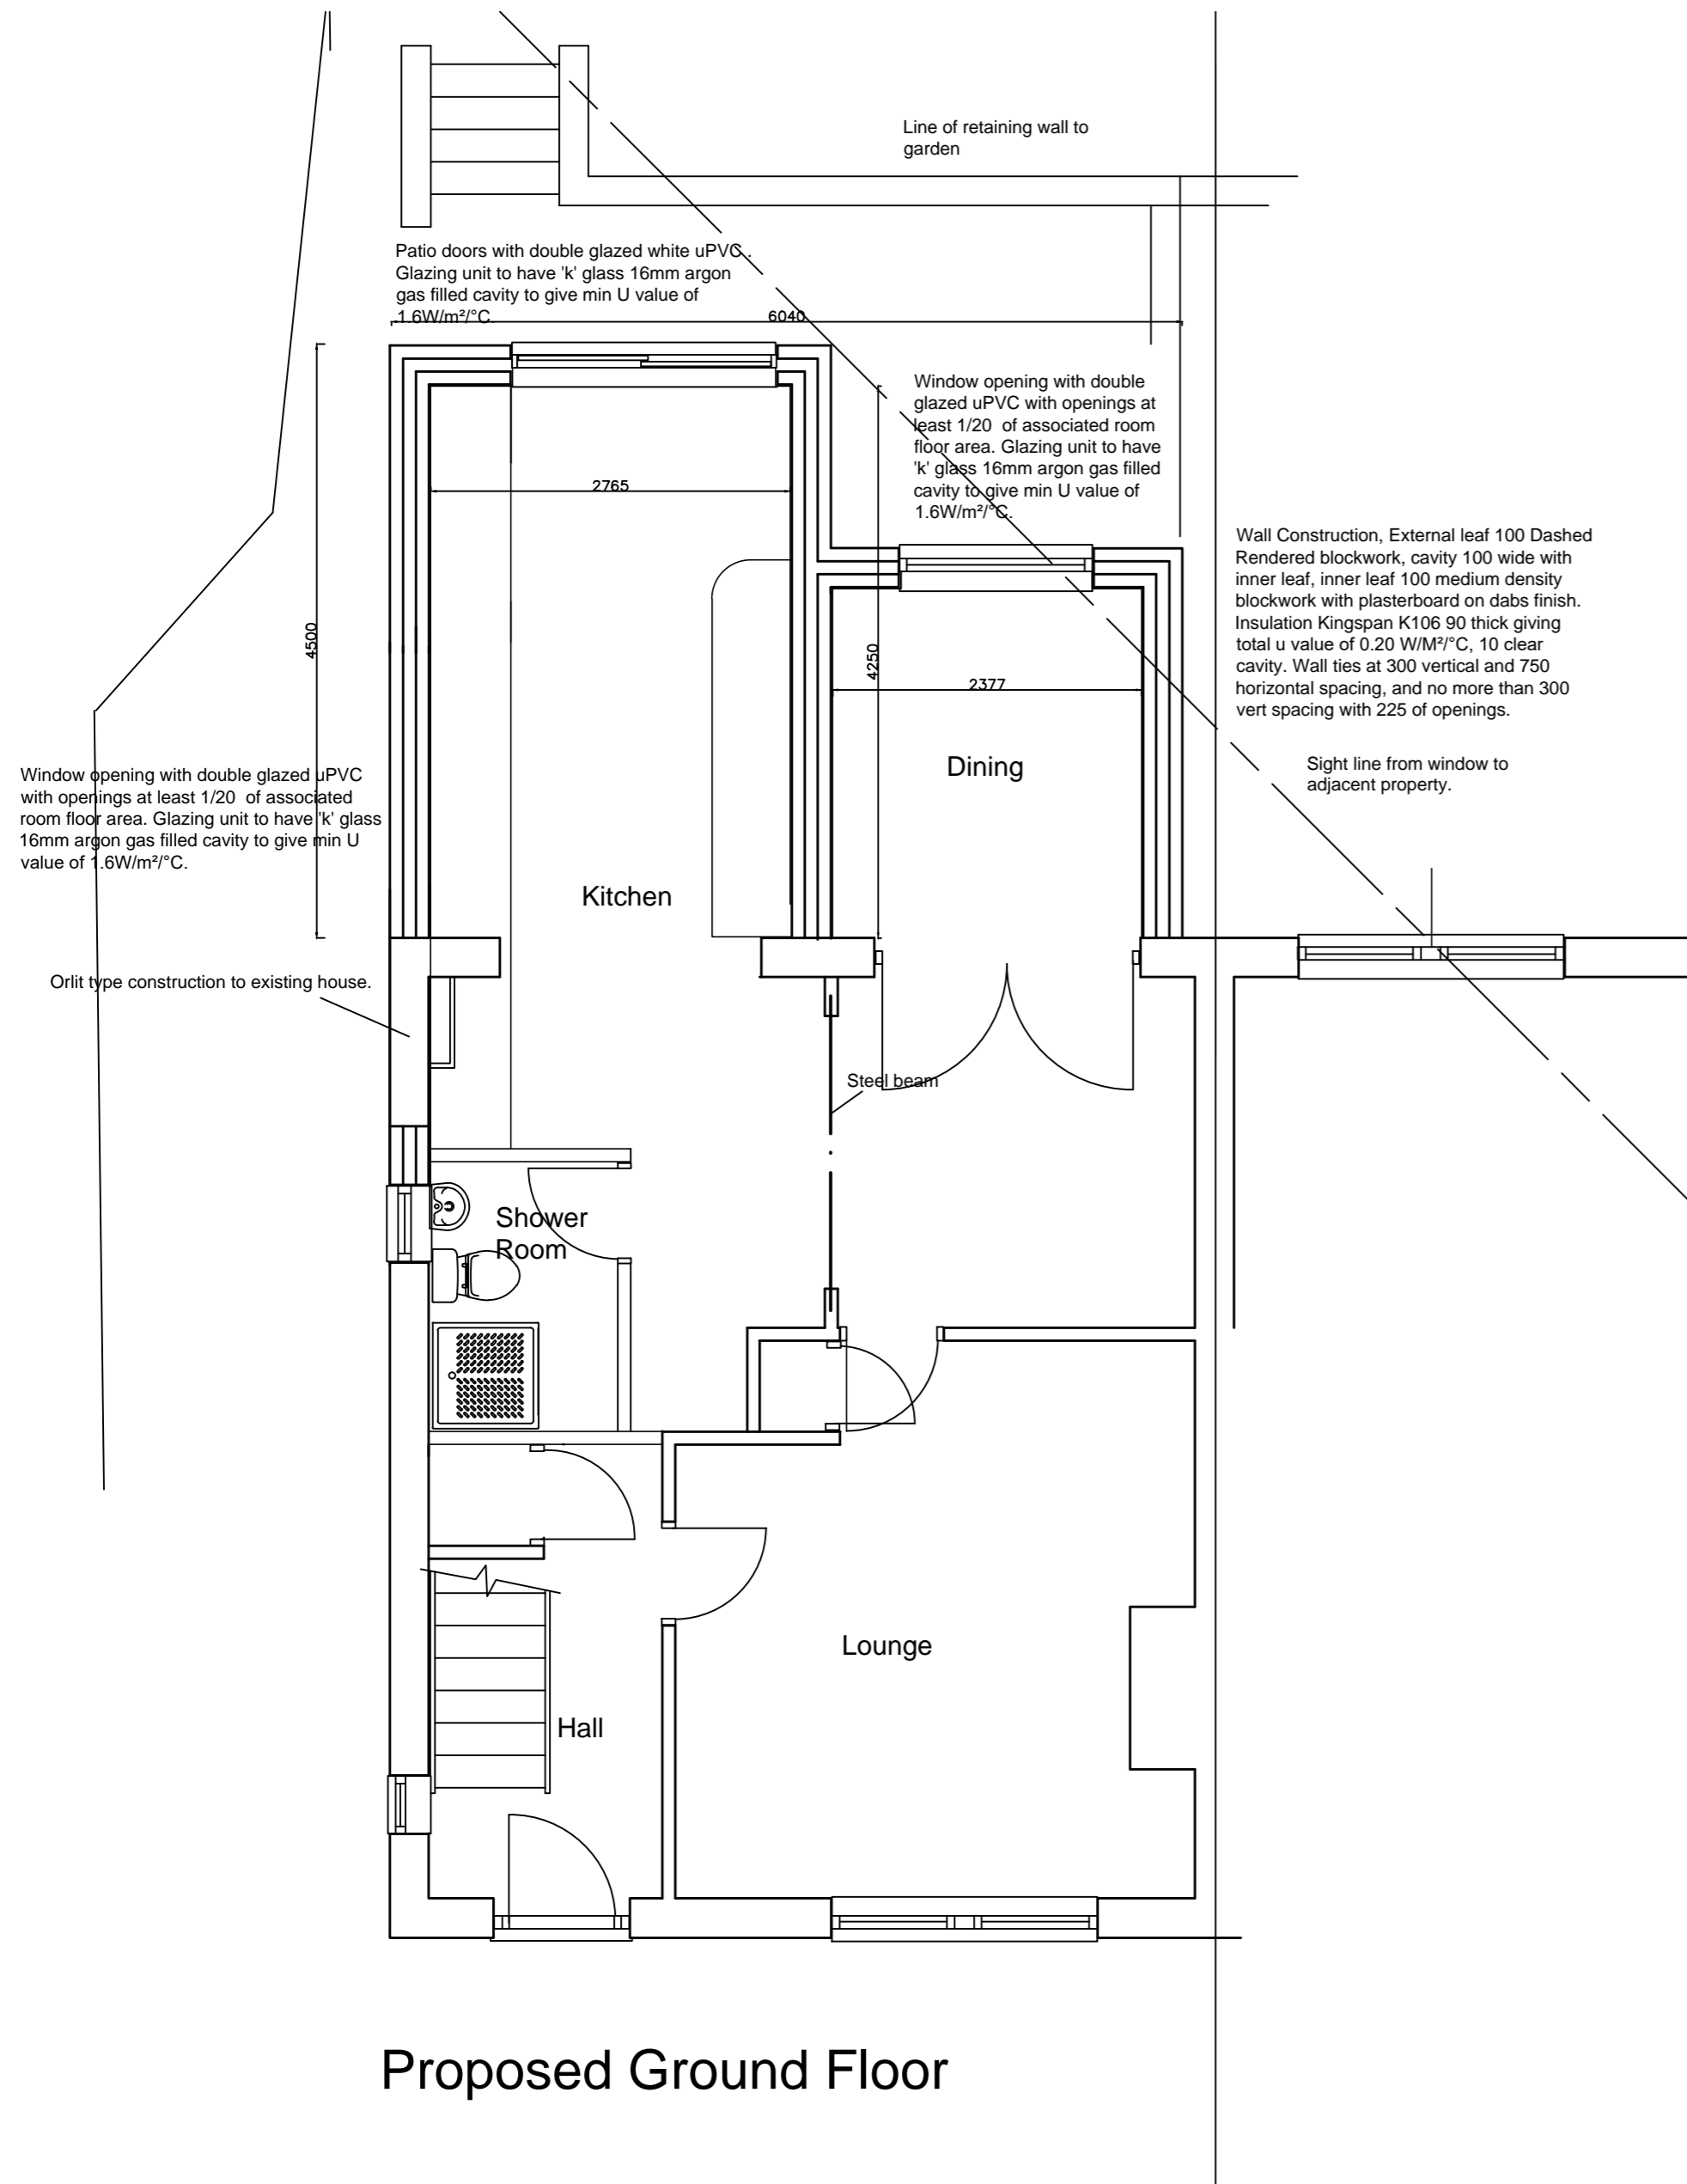 Line of retaining wall to
garden
Patio doors with double glazed white uPVC .
Glazing unit to have 'k' glass 16mm argon
gas filled cavity to give min U value of
1.6W/m²/°C.
6040
Window opening with double
glazed uPVC with openings at
least 1/20 of associated room
floor area. Glazing unit to have
'k' glass 16mm argon gas filled
cavity to give min U value of
1.6W/m²/°C.
2765
Wall Construction, External leaf 100 Dashed
Rendered blockwork, cavity 100 wide with
inner leaf, inner leaf 100 medium density
blockwork with plasterboard on dabs finish.
Insulation Kingspan K106 90 thick giving
total u value of 0.20 W/M²/°C, 10 clear
cavity. Wall ties at 300 vertical and 750
horizontal spacing, and no more than 300
vert spacing with 225 of openings.
4500
4250
2377
Dining
Sight line from window to
adjacent property.
Window opening with double glazed uPVC
with openings at least 1/20 of associated
room floor area. Glazing unit to have 'k' glass
16mm argon gas filled cavity to give min U
value of 1.6W/m²/°C.
Kitchen
Orlit type construction to existing house.
Steel beam
Shower
Room
Lounge
Hall
Proposed Ground Floor